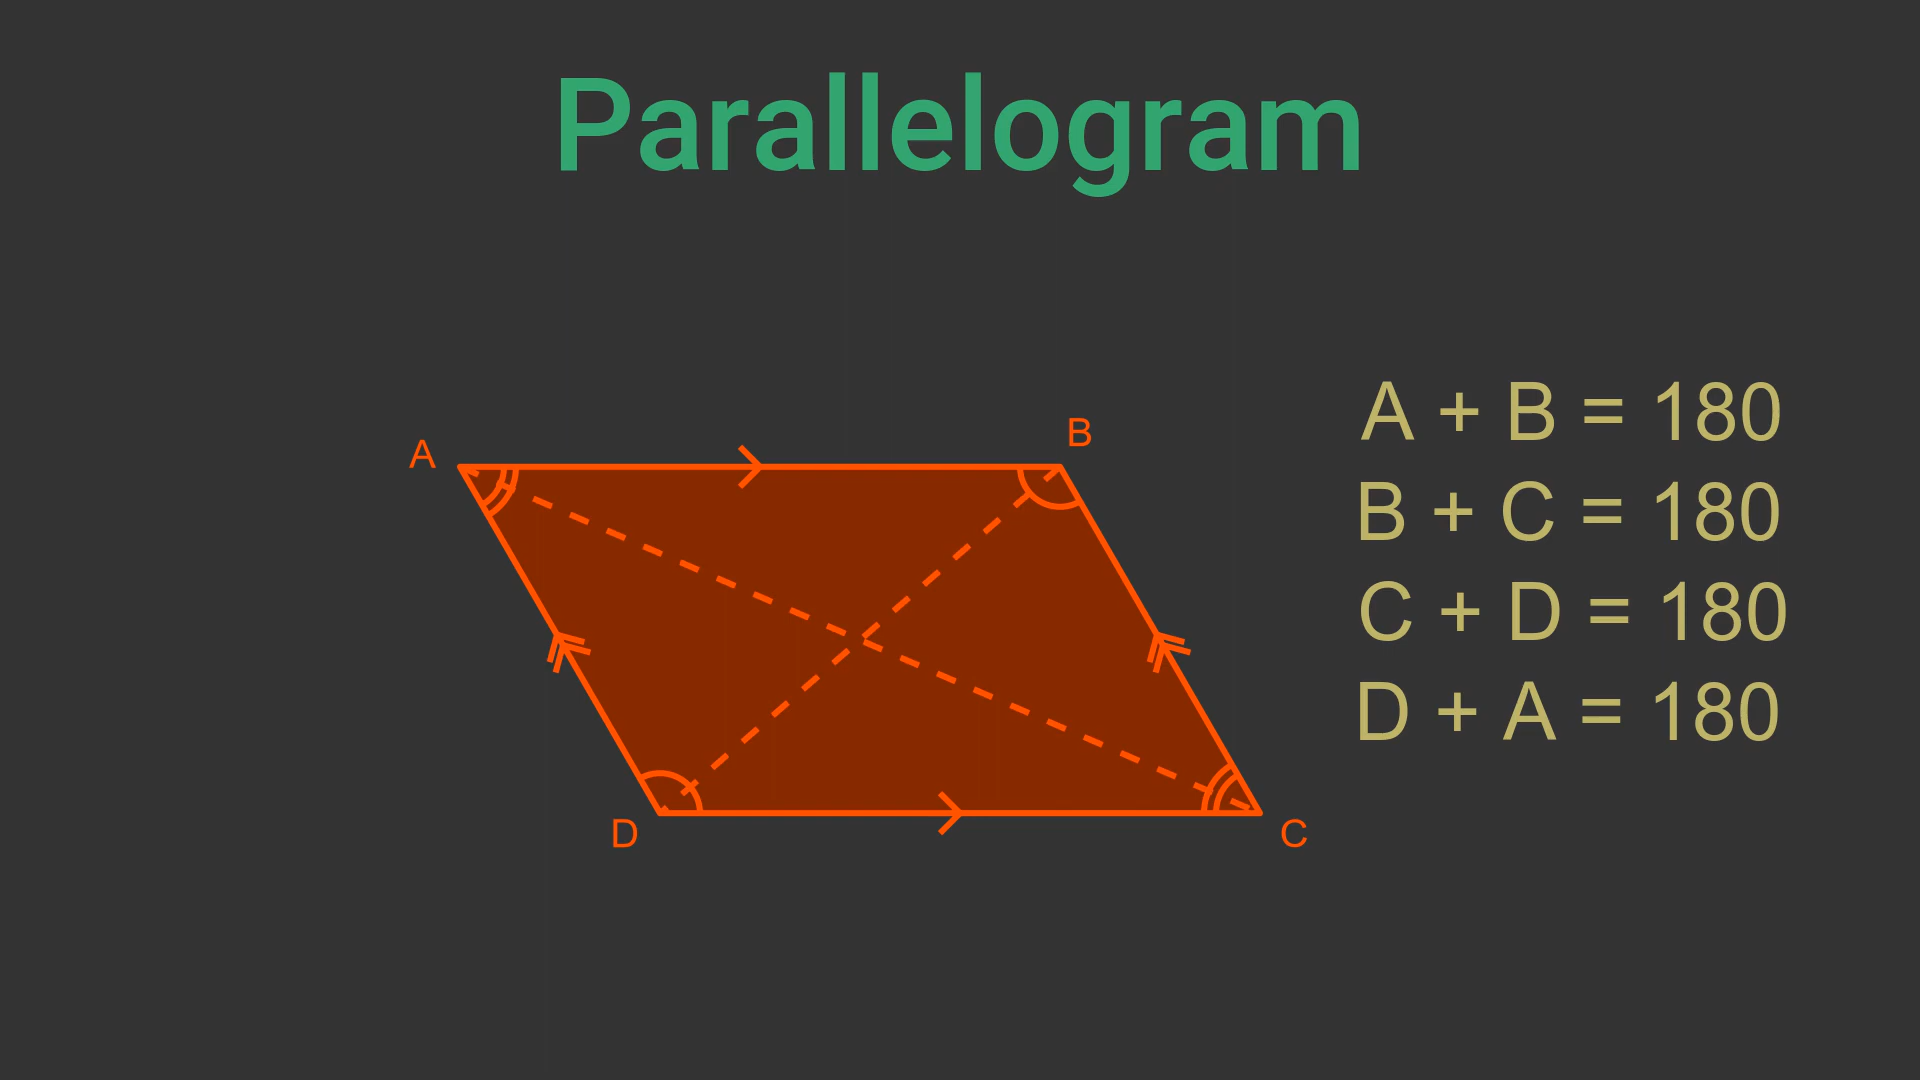 Parallelogram
A
B
A + B = 180
B + C = 180
C + D = 180
D + A = 180
D
C